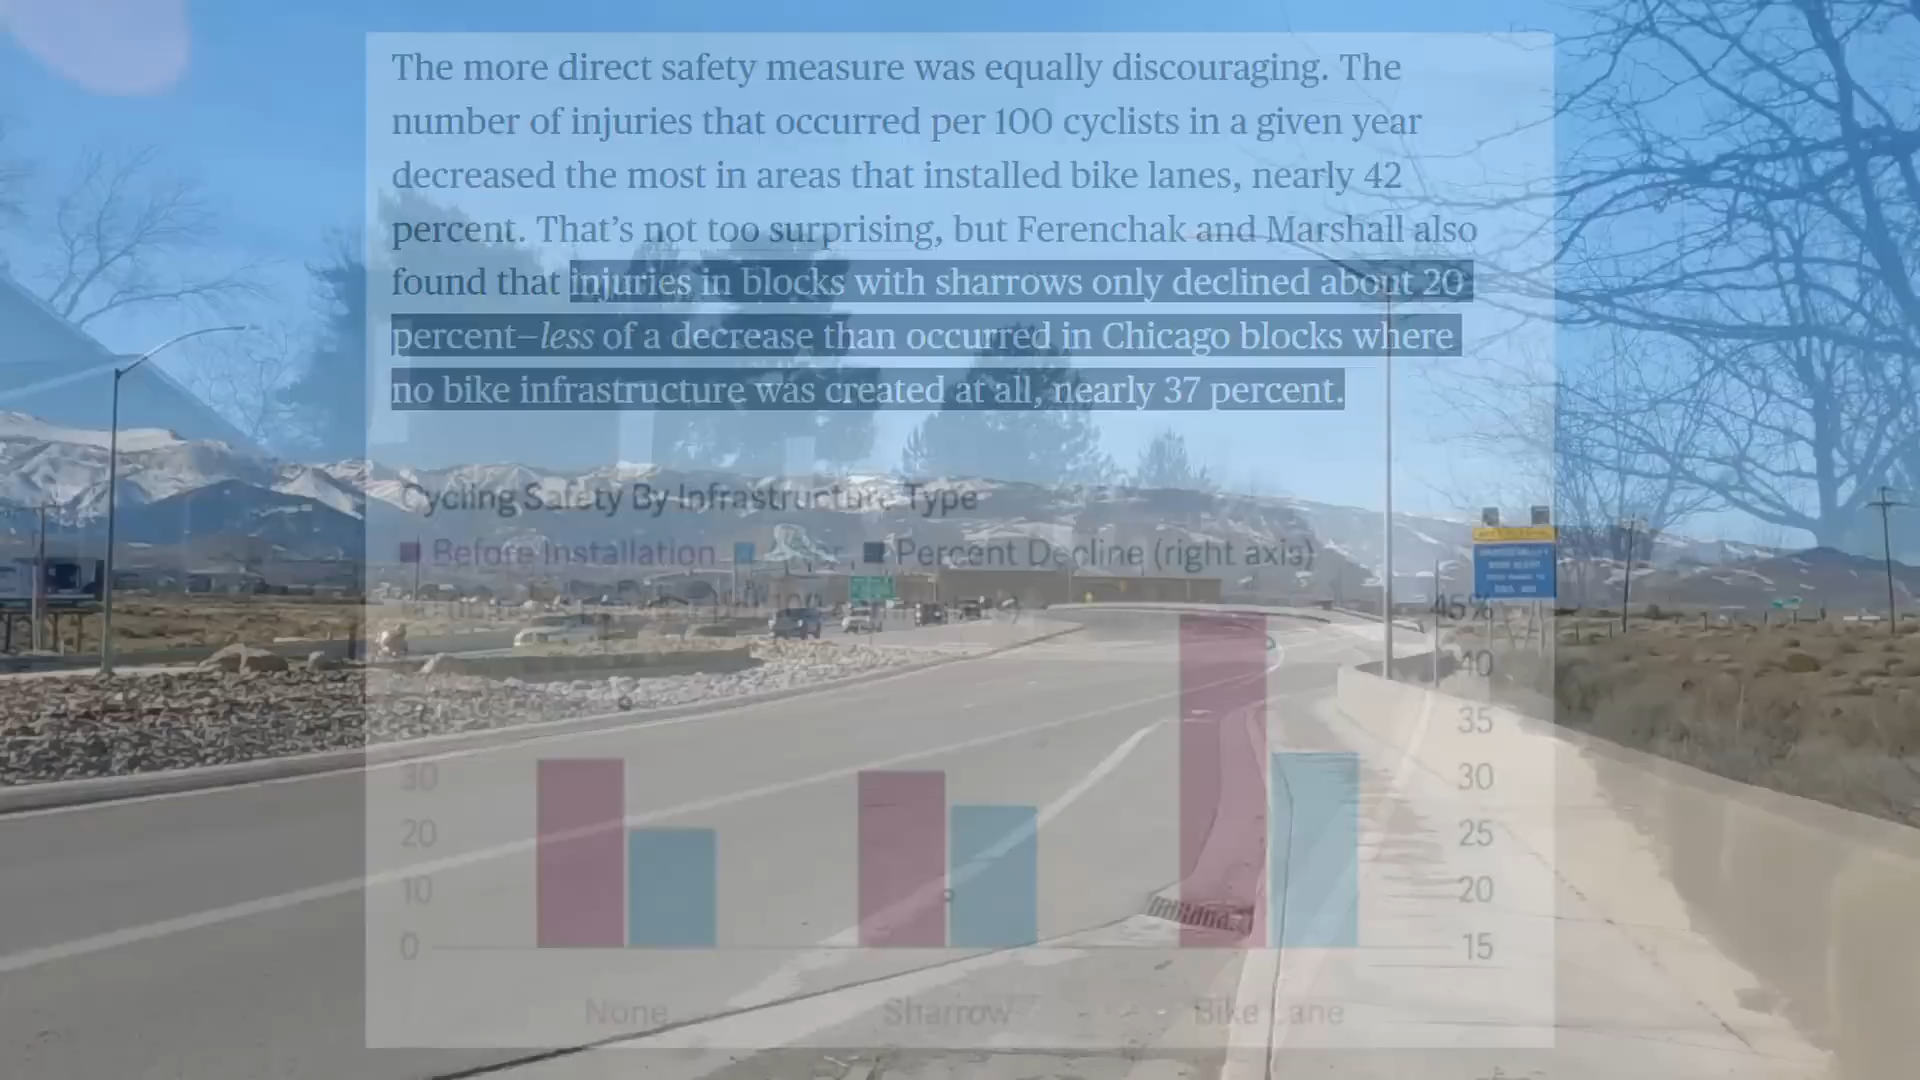 The more direct safety measure was equally discouraging. The
number of injuries that occurred per 100 cyclists in a given year
decreased the most in areas that installed bike lanes, nearly 42
percent. That’s not too surprising, but Ferenchak and Marshall also
found that injuries in blocks with sharrows only declined about 20
percent—less of a decrease than occurred in Chicago blocks where
no bike infrastructure was created at all, nearly 37 percent.
Cycling Safety By Infrastructure Type
Before Installation Percent Decline (right axis)
45%
40
35
30 30
20 25
10 20
0 15
None Sharrow Bike Lane